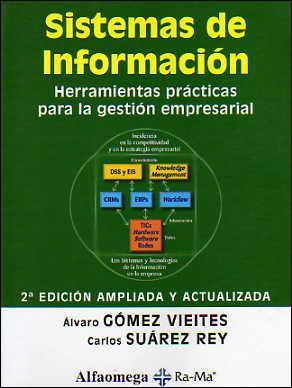 Sistemas de
Información
Herramientas prácticas
para la gestión empresarial
Incidencia
en la competitividad
y en la estrategia empresarial
Conocimiento
DSS y EIS
Knowledge
Management
CRMs
ERPs
Workflow
Información
TICs
Hardware
Software
Redes
Datos
Los Sistemas y Tecnologías
de la Información
en la empresa
2ª EDICIÓN AMPLIADA Y ACTUALIZADA
Álvaro GÓMEZ VIEITES
Carlos SUÁREZ REY
Alfaomega Ra-Ma®